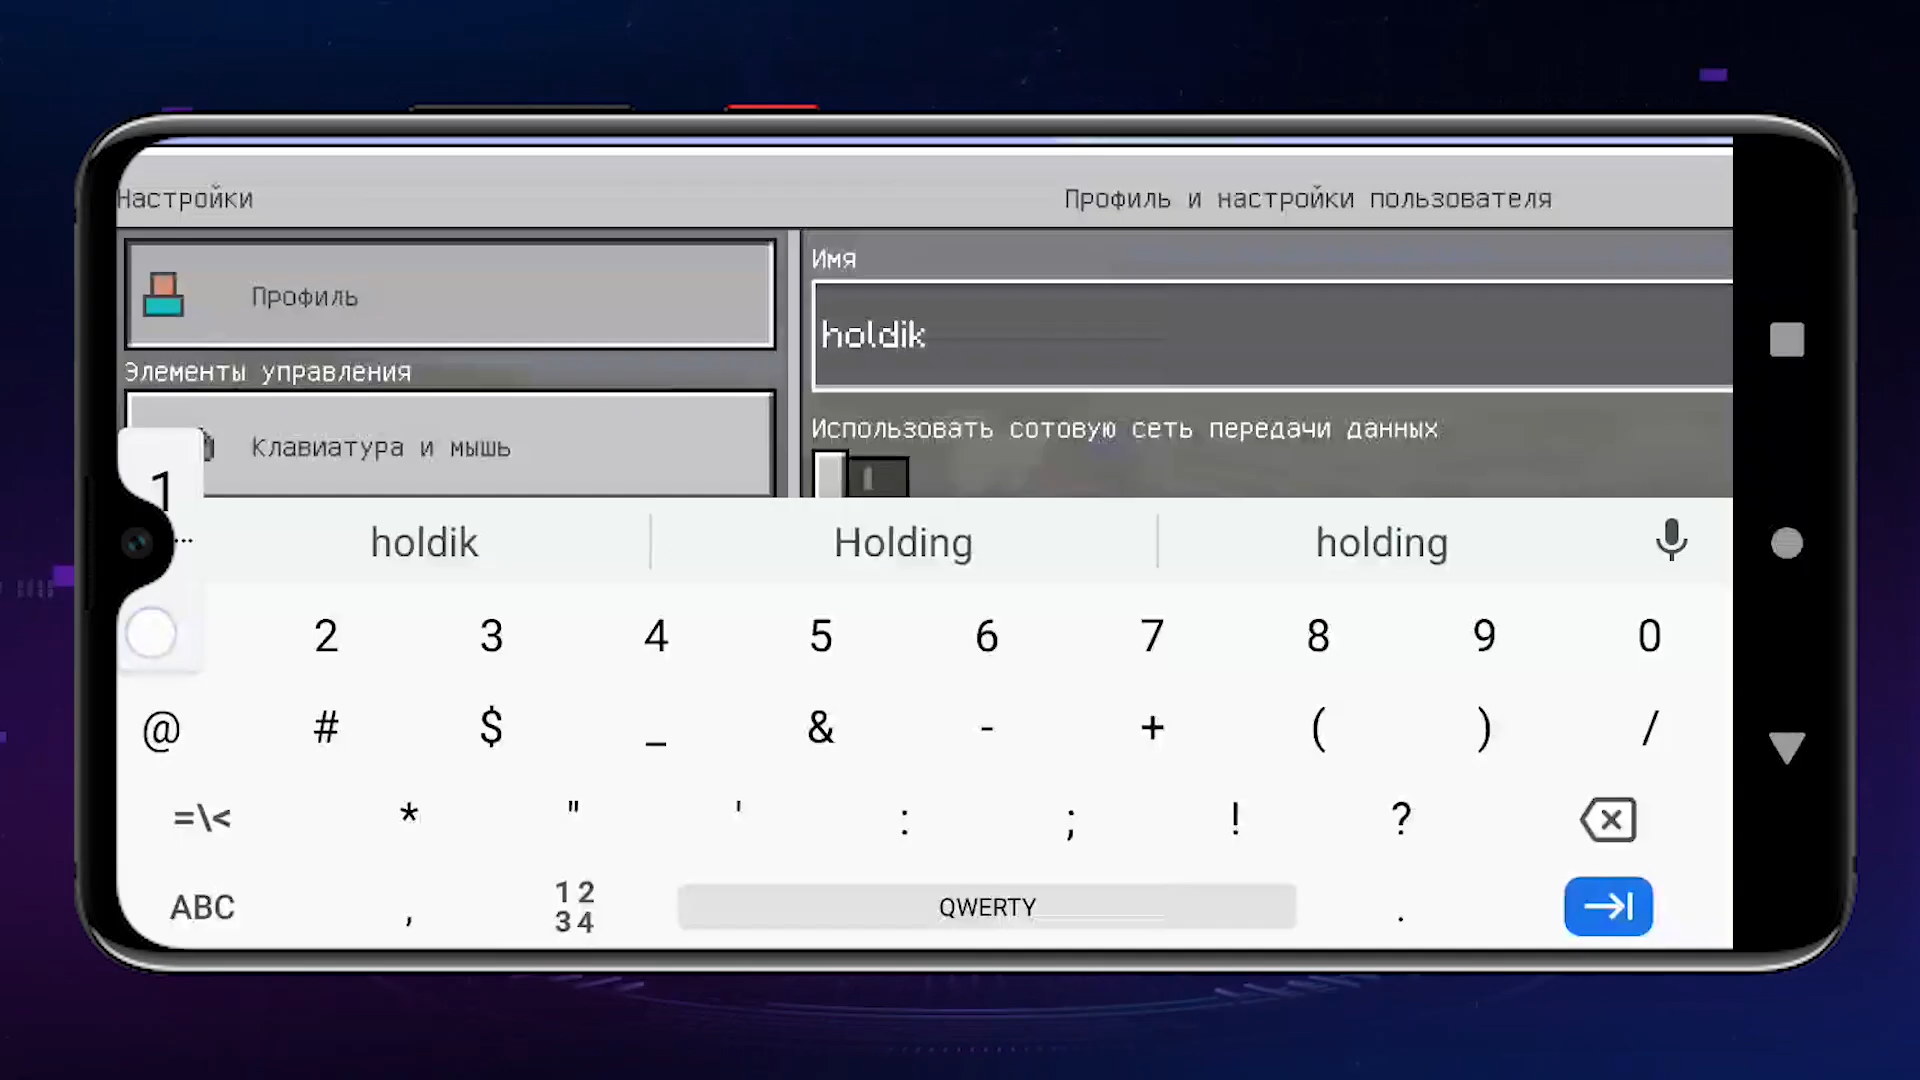 Настройки
Профиль и настройки пользователя
Профиль
Имя
holdik
Элементы управления
Клавиатура и мышь
Использовать сотовую сеть передачи данных
1
...
holdik
Holding
holding
2 3 4 5 6 7 8 9 0
@ # $ _ & - + ( ) /
=\< * " ' : ; ! ?
ABC , 12 34 QWERTY .